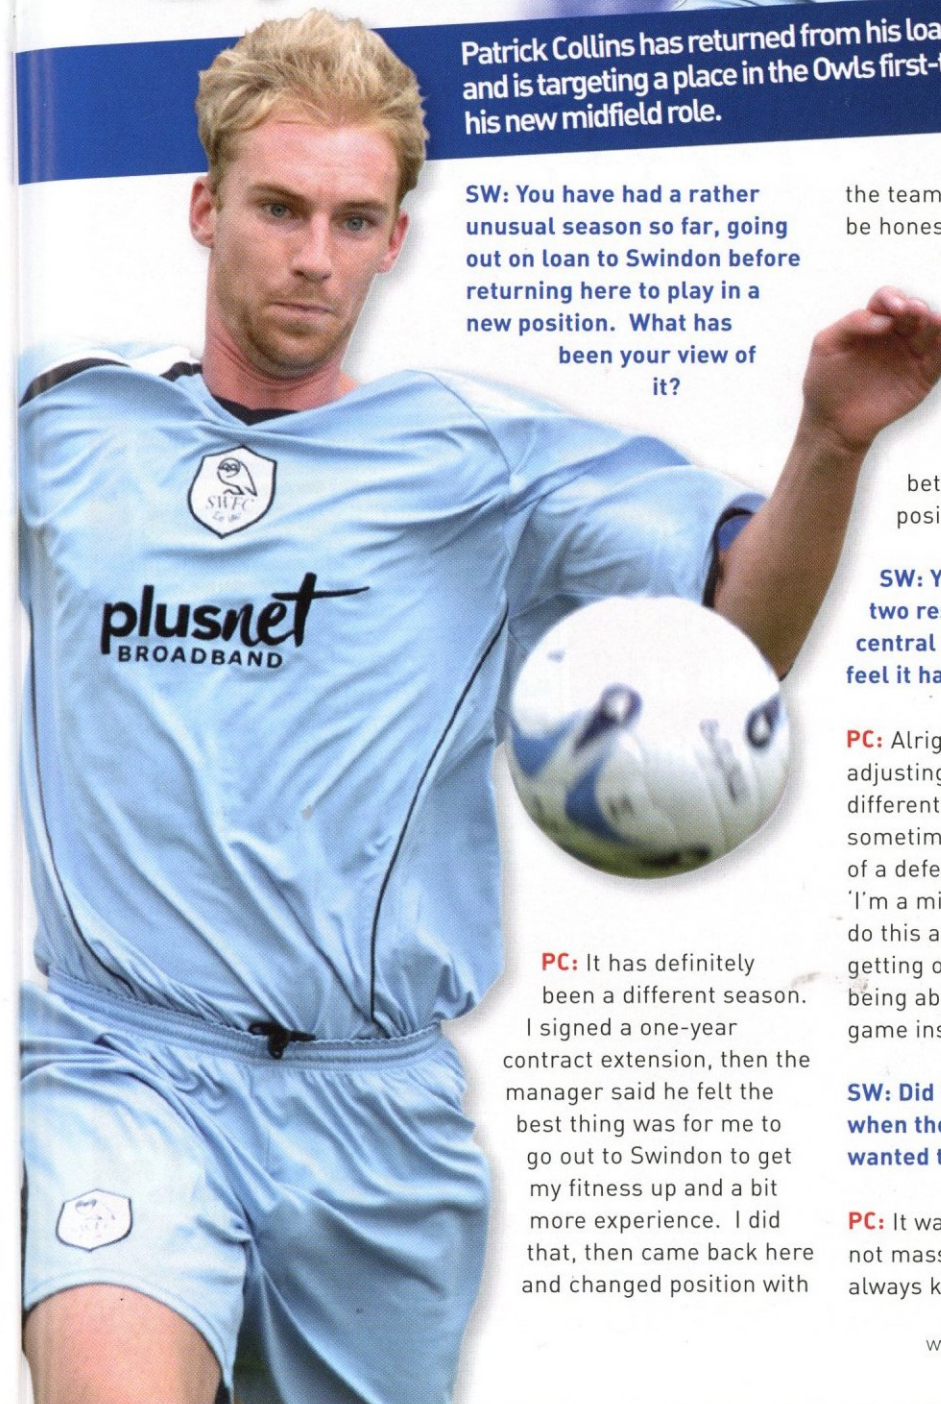 Patrick Collins has returned from his loa
and is targeting a place in the Owls first-t
his new midfield role.
SW: You have had a rather
unusual season so far, going
out on loan to Swindon before
returning here to play in a
new position. What has
been your view of
it?
SWFC
plusnet
BROADBAND
PC: It has definitely
been a different season.
I signed a one-year
contract extension, then the
manager said he felt the
best thing was for me to
go out to Swindon to get
my fitness up and a bit
more experience. I did
that, then came back here
and changed position with
the team
be hones
bet
posi
SW: Y
two re
central
feel it ha
PC: Alrig
adjusting
different
sometim
of a defe
'I'm a mi
do this a
getting o
being ab
game ins
SW: Did
when the
wanted t
PC: It wa
not mass
always k
w